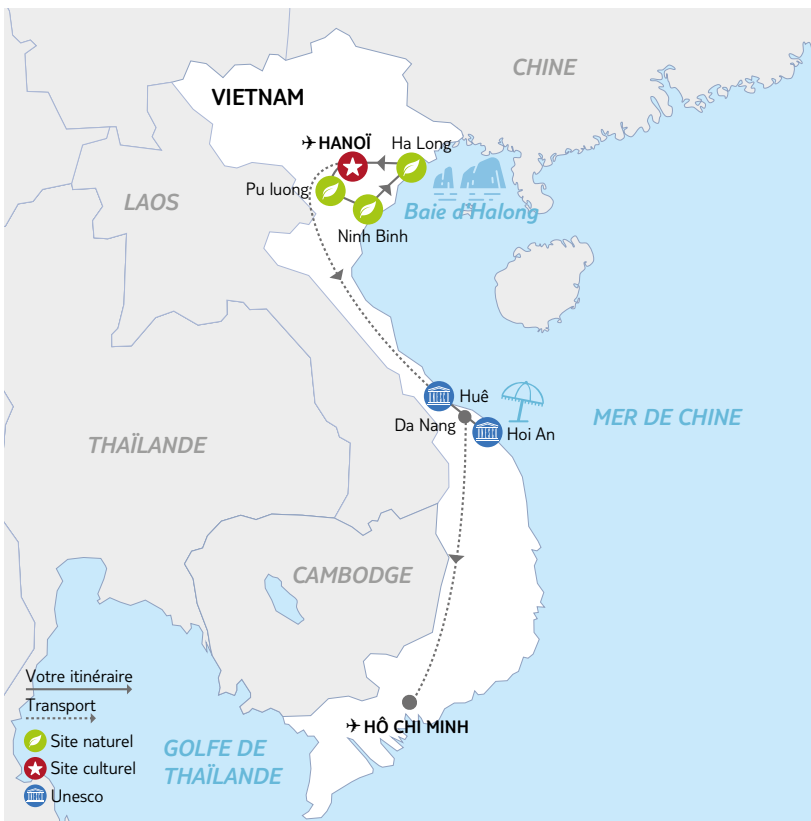 CHINE
VIETNAM
HANOÏ
Ha Long
Pu luong
Baie d'Halong
Ninh Binh
LAOS
Huê
Da Nang
Hoi An
MER DE CHINE
THAÏLANDE
CAMBODGE
Votre itinéraire
Transport
HÔ CHI MINH
Site naturel
Site culturel
Unesco
GOLFE DE
THAÏLANDE